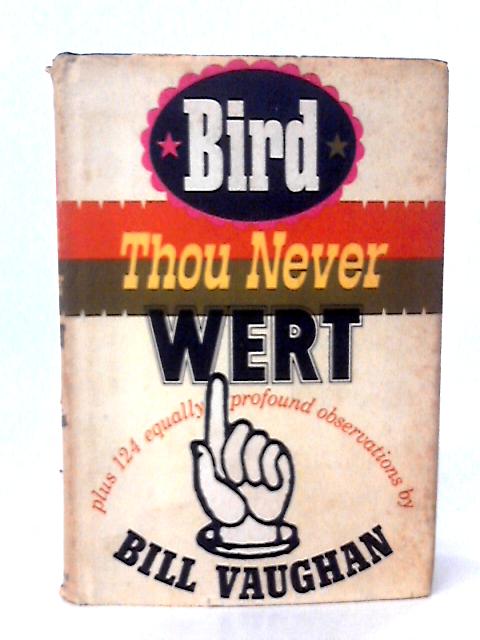 Bird
Thou Never
WERT
plus 124 equally profound observations by
BILL VAUGHAN